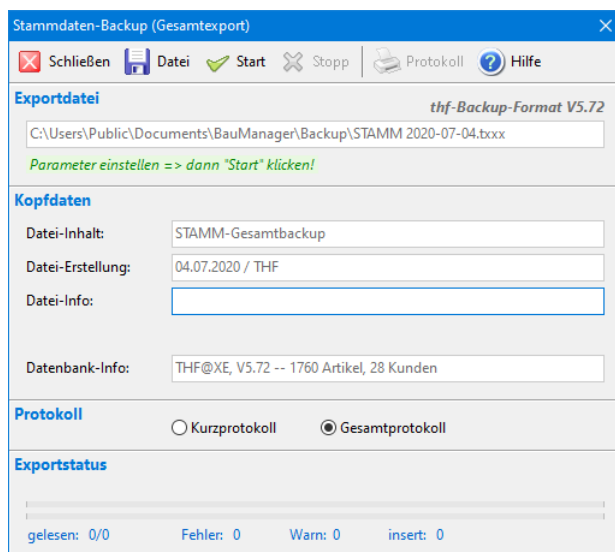 Stammdaten-Backup (Gesamtexport)
Schließen Datei Start Stopp Protokoll Hilfe
Exportdatei
thf-Backup-Format V5.72
C:\Users\Public\Documents\BauManager\Backup\STAMM 2020-07-04.txxx
Parameter einstellen => dann "Start" klicken!
Kopfdaten
Datei-Inhalt: STAMM-Gesamtbackup
Datei-Erstellung: 04.07.2020 / THF
Datei-Info:
Datenbank-Info: THF@XE, V5.72 -- 1760 Artikel, 28 Kunden
Protokoll
Kurzprotokoll Gesamtprotokoll
Exportstatus
gelesen: 0/0 Fehler: 0 Warn: 0 insert: 0